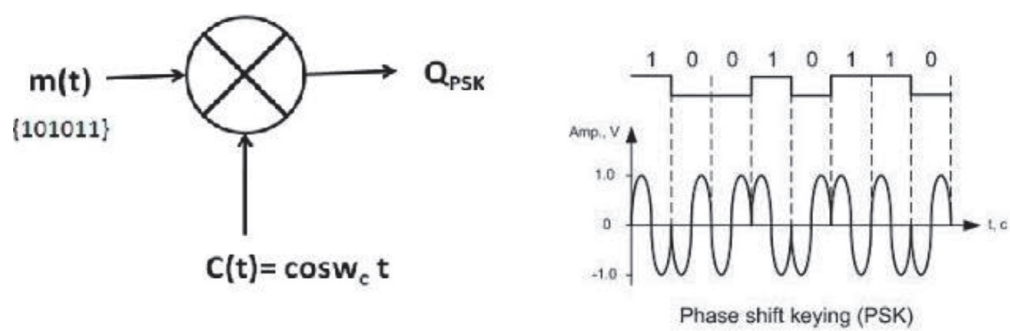 m(t)
{101011}
Q_PSK
C(t)= cosw_c t
1 0 0 1 0 1 1 0
Amp., V
1.0
0
-1.0
t, c
Phase shift keying (PSK)